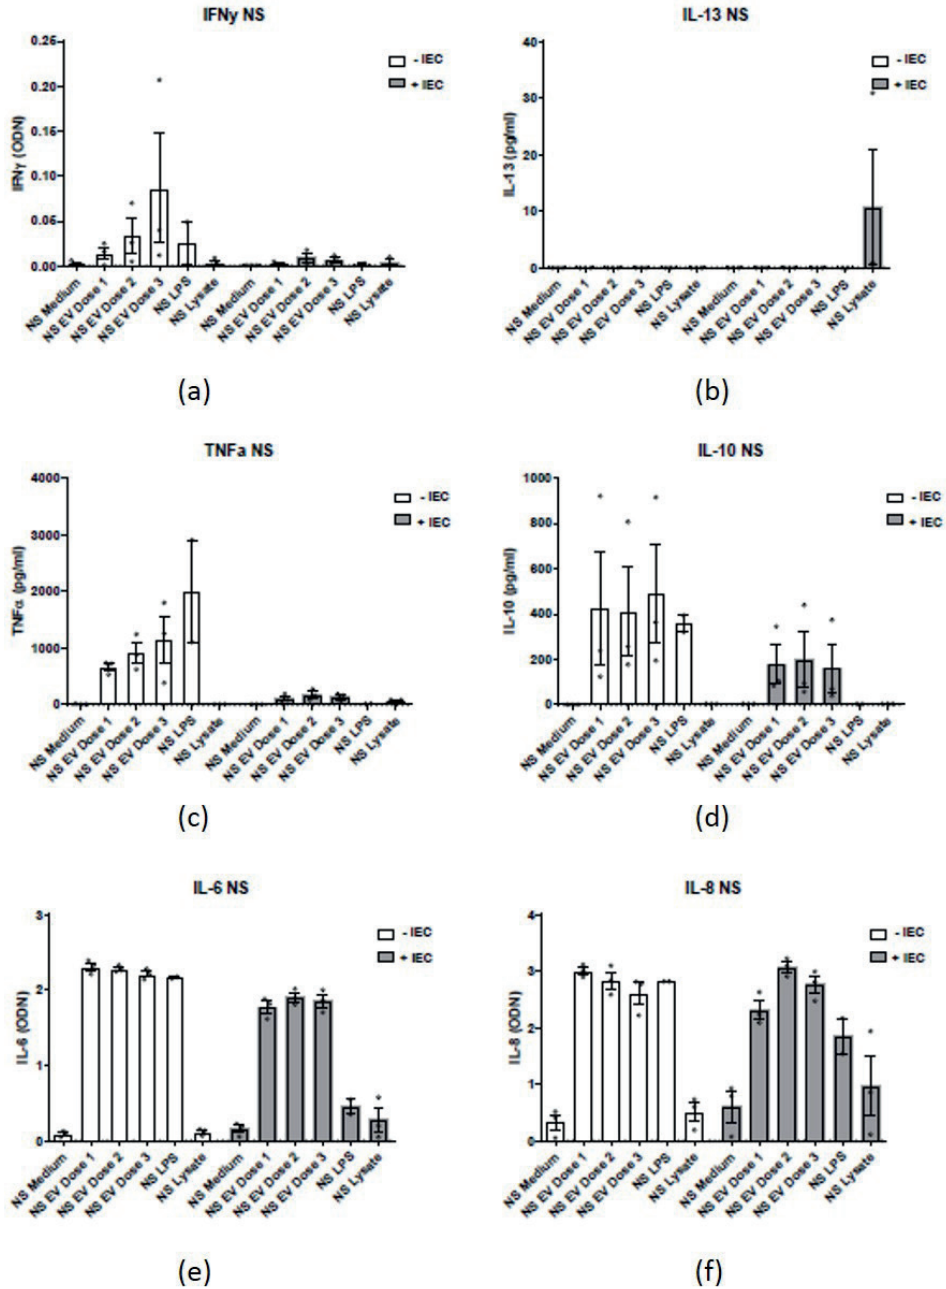 IFNy NS
IL-13 NS
0.26
0.20
0.16
0.10
0.06
0.00
IFNγ (ODN)
- IEC
+ IEC
NS Medium
NS EV Dose 1
NS EV Dose 2
NS EV Dose 3
NS LPS
NS Lysate
NS Medium
NS EV Dose 1
NS EV Dose 2
NS EV Dose 3
NS LPS
NS Lysate
40
30
20
10
0
IL-13 (pg/ml)
- IEC
+ IEC
NS Medium
NS EV Dose 1
NS EV Dose 2
NS EV Dose 3
NS LPS
NS Lysate
NS Medium
NS EV Dose 1
NS EV Dose 2
NS EV Dose 3
NS LPS
NS Lysate
(a)
(b)
TNFa NS
IL-10 NS
4000
3000
2000
1000
0
TNFα (pg/ml)
- IEC
+ IEC
NS Medium
NS EV Dose 1
NS EV Dose 2
NS EV Dose 3
NS LPS
NS Lysate
NS Medium
NS EV Dose 1
NS EV Dose 2
NS EV Dose 3
NS LPS
NS Lysate
1000
800
600
400
200
0
IL-10 (pg/ml)
- IEC
+ IEC
NS Medium
NS EV Dose 1
NS EV Dose 2
NS EV Dose 3
NS LPS
NS Lysate
NS Medium
NS EV Dose 1
NS EV Dose 2
NS EV Dose 3
NS LPS
NS Lysate
(c)
(d)
IL-6 NS
IL-8 NS
3
2
1
0
IL-6 (ODN)
- IEC
+ IEC
NS Medium
NS EV Dose 1
NS EV Dose 2
NS EV Dose 3
NS LPS
NS Lysate
NS Medium
NS EV Dose 1
NS EV Dose 2
NS EV Dose 3
NS LPS
NS Lysate
4
3
2
1
0
IL-8 (ODN)
- IEC
+ IEC
NS Medium
NS EV Dose 1
NS EV Dose 2
NS EV Dose 3
NS LPS
NS Lysate
NS Medium
NS EV Dose 1
NS EV Dose 2
NS EV Dose 3
NS LPS
NS Lysate
(e)
(f)